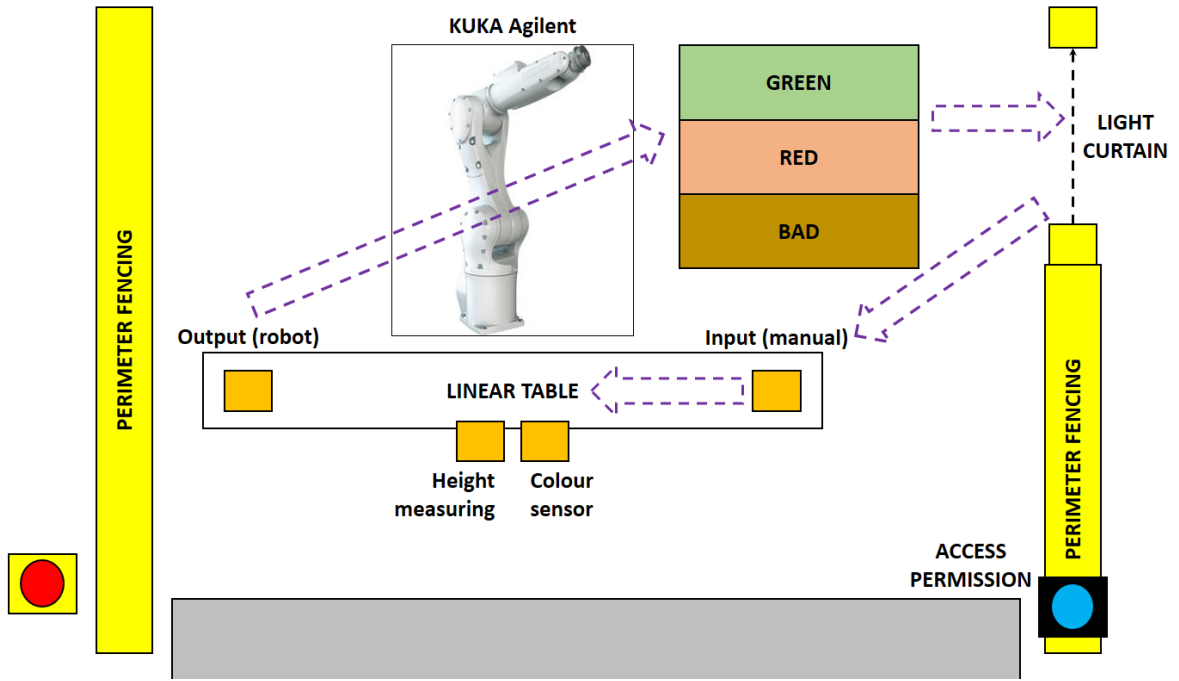 KUKA Agilent
GREEN
RED
BAD
LIGHT
CURTAIN
PERIMETER FENCING
Output (robot)
Input (manual)
LINEAR TABLE
Height
measuring
Colour
sensor
PERIMETER FENCING
ACCESS
PERMISSION